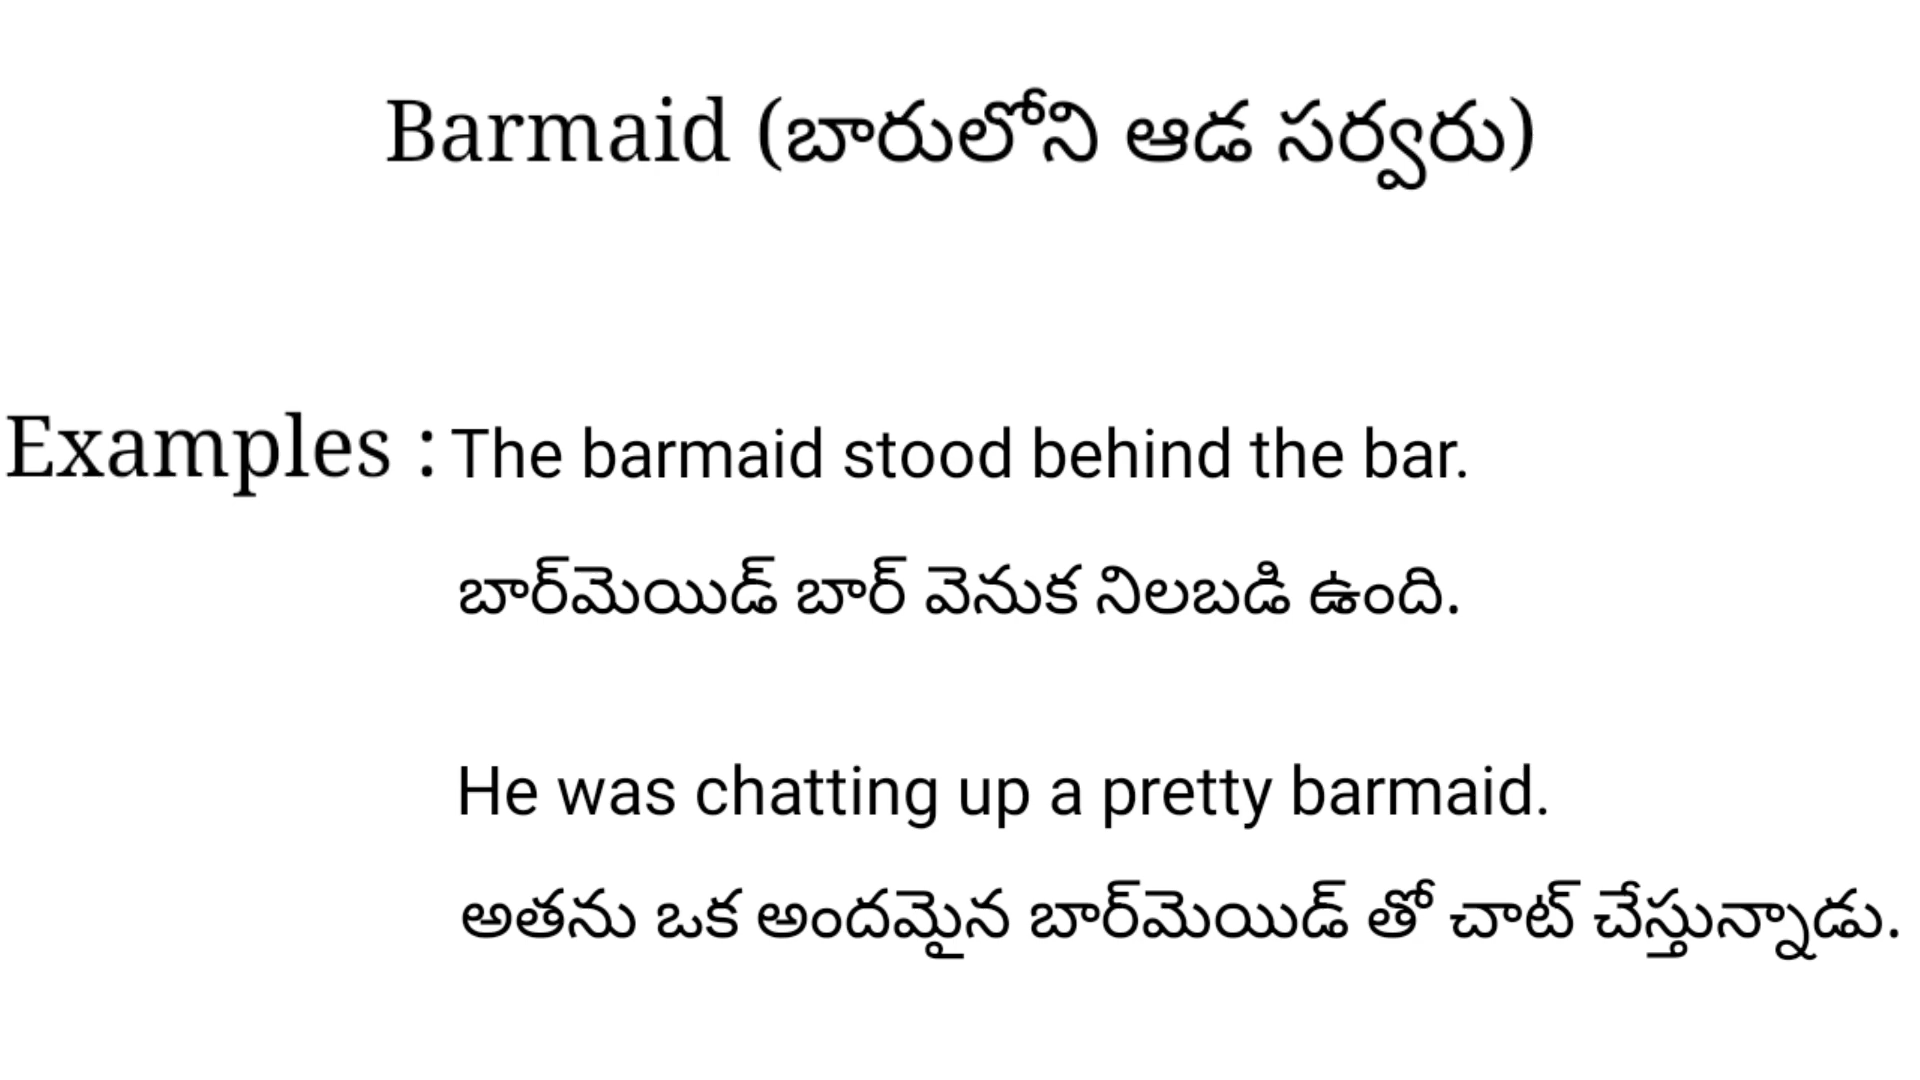 Barmaid (బారులోని ఆడ సర్వరు)
Examples : The barmaid stood behind the bar.
బార్‌మెయిడ్ బార్ వెనుక నిలబడి ఉంది.
He was chatting up a pretty barmaid.
అతను ఒక అందమైన బార్‌మెయిడ్ తో చాట్ చేస్తున్నాడు.